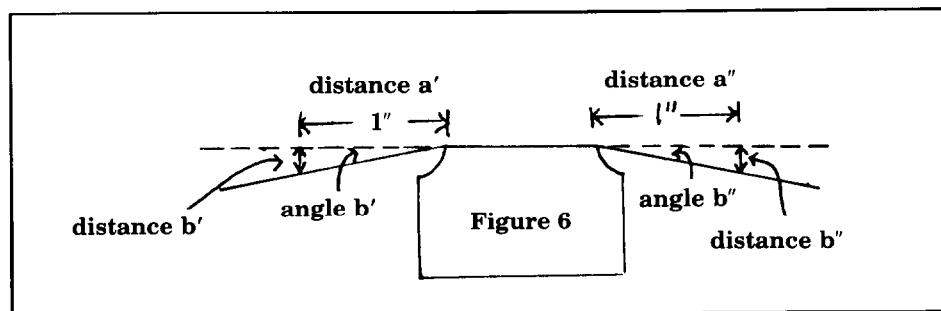 distance a′ distance a″
1″ 1″
angle b′ angle b″
Figure 6
distance b′ distance b″